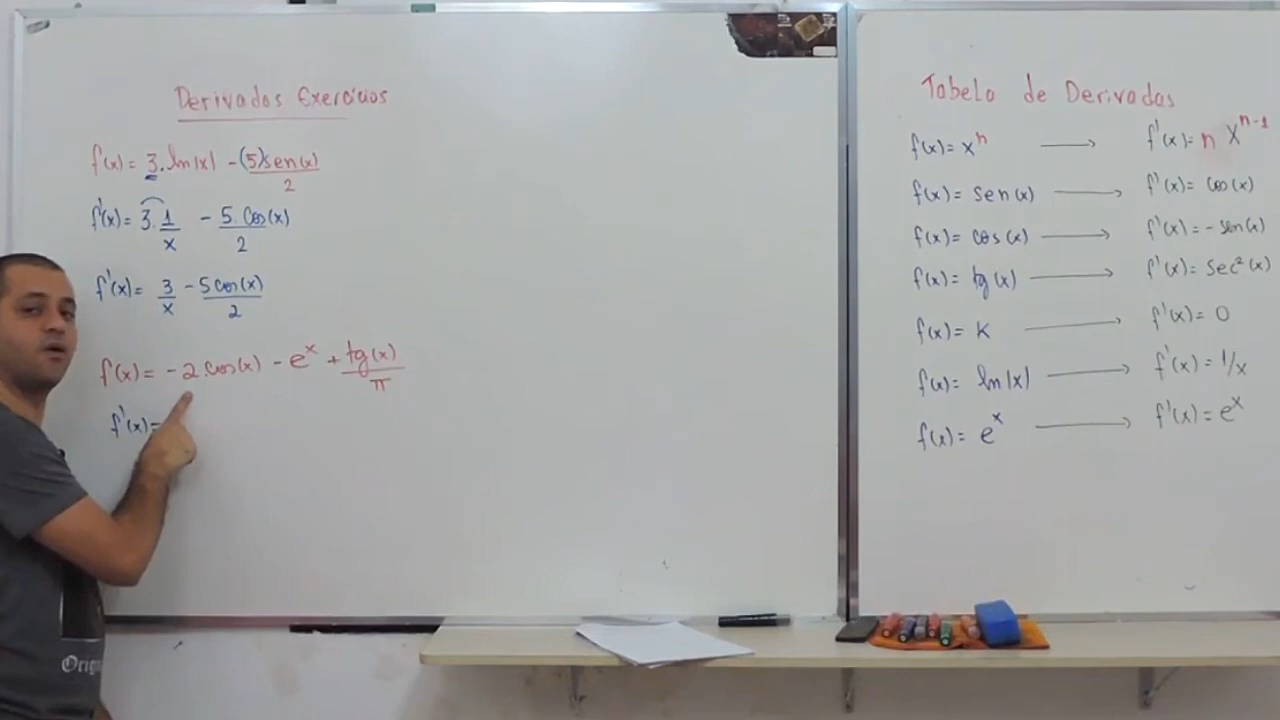 Derivadas Exercícios
f(x) = 3.ln|x| - (5)sen(x)/2
f'(x) = 3.1/x - 5.cos(x)/2
f'(x) = 3/x - 5cos(x)/2
f(x) = -2.cos(x) - e^x + tg(x)/π
f'(x)=
Tabela de Derivadas
f(x) = x^n → f'(x) = n x^n-1
f(x) = sen(x) → f'(x) = cos(x)
f(x) = cos(x) → f'(x) = -sen(x)
f(x) = tg(x) → f'(x) = sec²(x)
f(x) = K → f'(x) = 0
f(x) = ln|x| → f'(x) = 1/x
f(x) = e^x → f'(x) = e^x